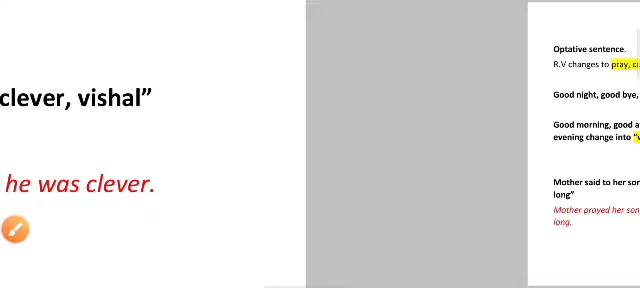 clever, vishal”
he was clever.
Optative sentence.
R.V changes to pray,
Good night, good bye,
Good morning, good
evening change into
Mother said to her son
long”
Mother prayed her son
long.